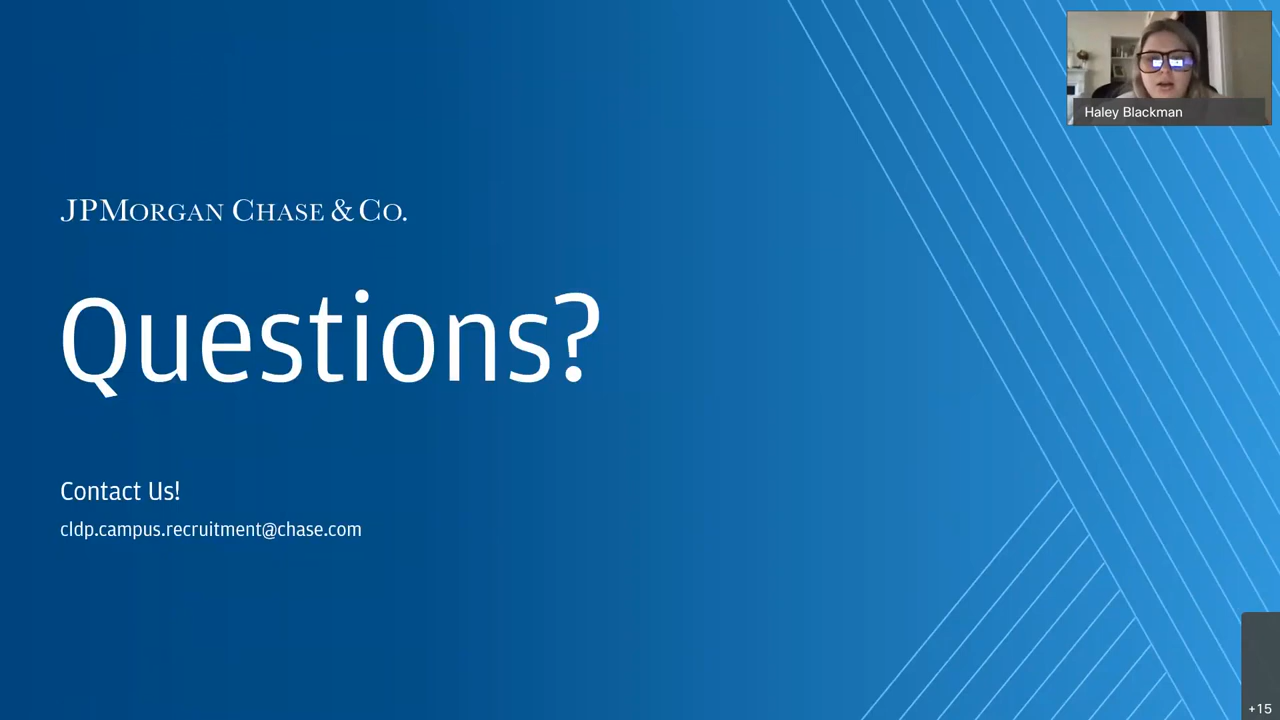 Haley Blackman
JPMORGAN CHASE & CO.
Questions?
Contact Us!
cldp.campus.recruitment@chase.com
+15